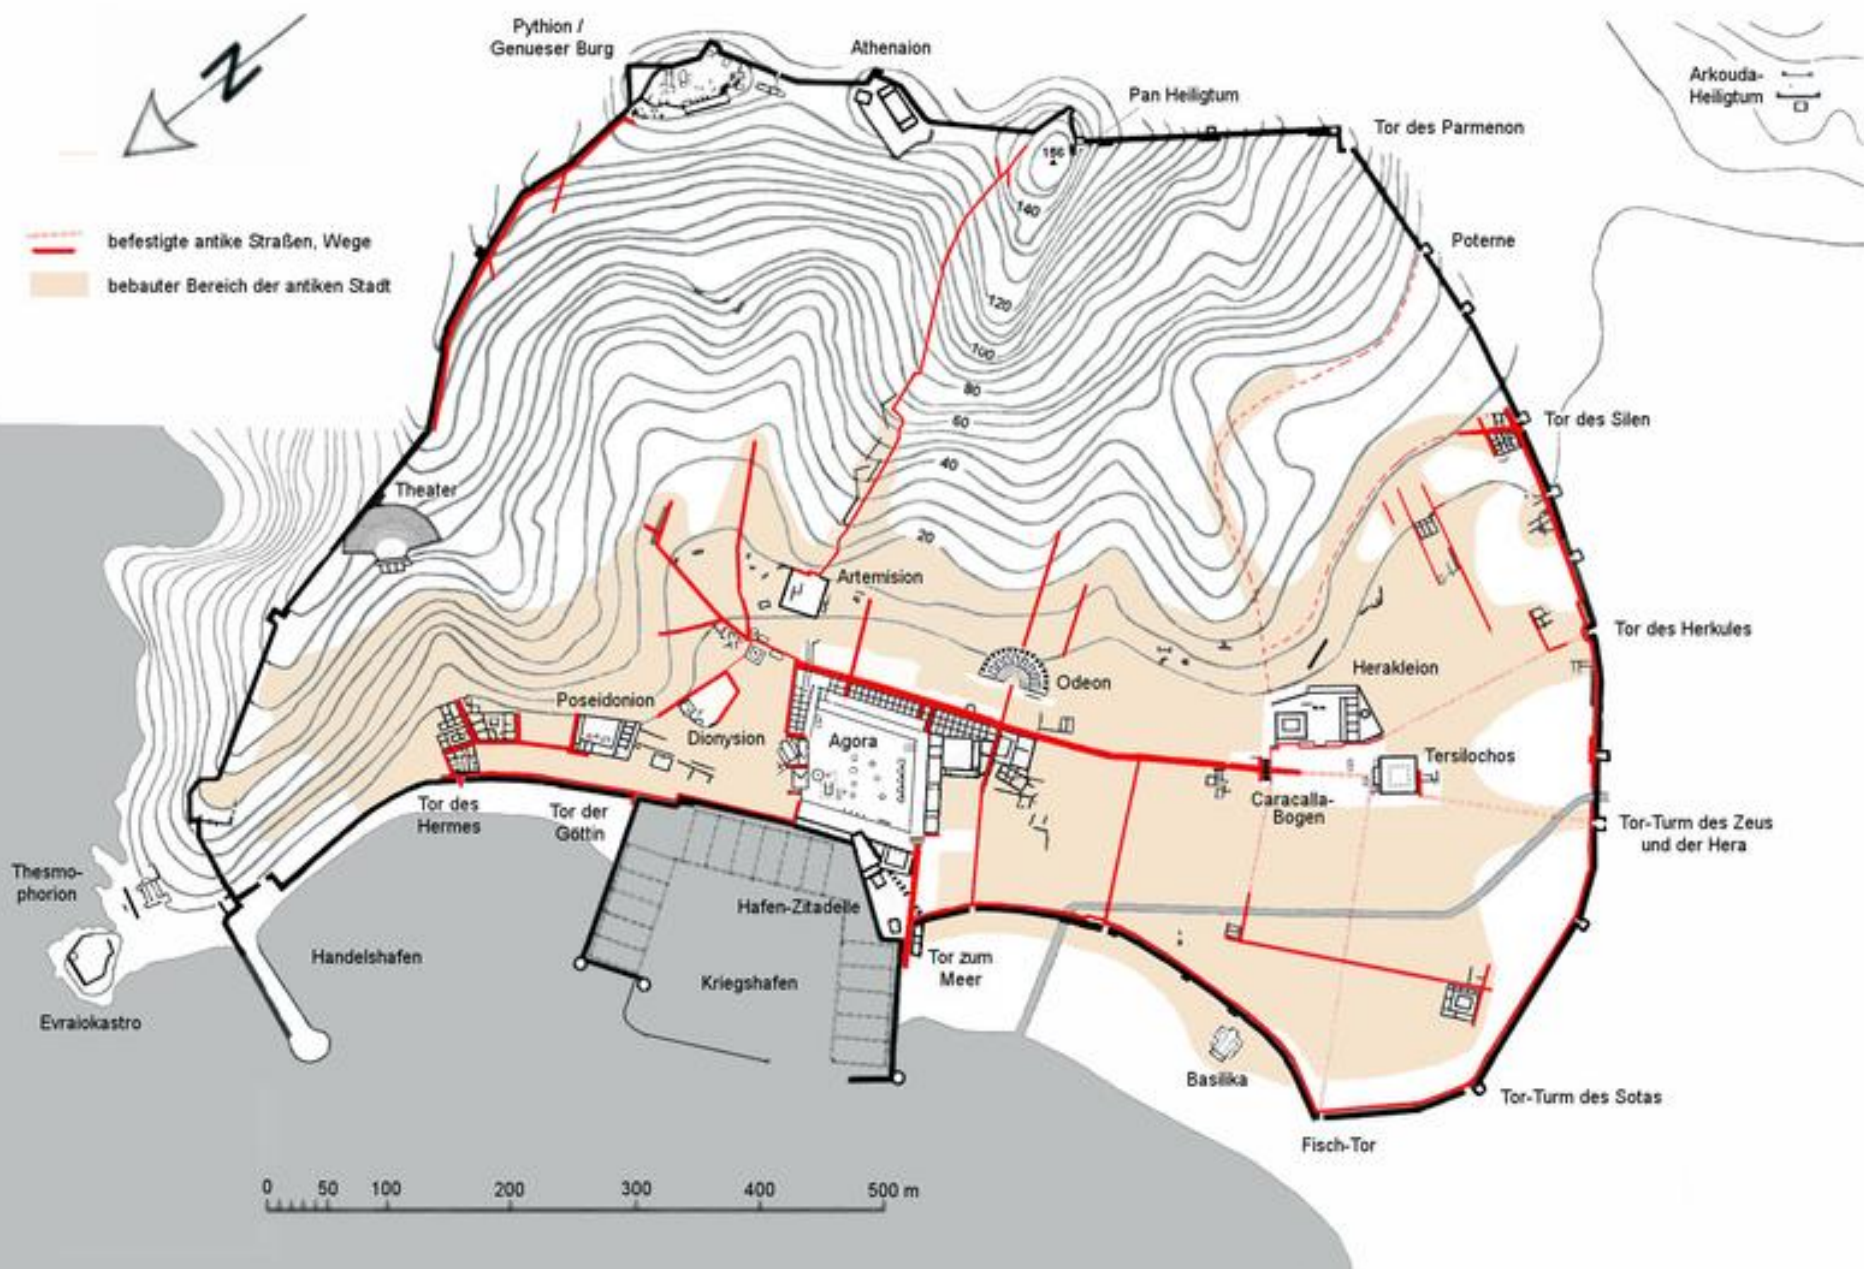 N
Pythion /
Genueser Burg
Athenaion
Pan Heiligtum
Arkouda-
Heiligtum
Tor des Parmenon
156
140
Poterne
befestigte antike Straßen, Wege
bebauter Bereich der antiken Stadt
120
100
80
60
40
20
Tor des Silen
Theater
Artemision
Tor des Herkules
Herakleion
Odeon
Poseidonion
Dionysion
Agora
Tersilochos
Caracalla-
Bogen
Tor des
Hermes
Tor der
Göttin
Tor-Turm des Zeus
und der Hera
Thesmo-
phorion
Hafen-Zitadelle
Handelshafen
Kriegshafen
Tor zum
Meer
Evraiokastro
Basilika
Tor-Turm des Sotas
Fisch-Tor
0 50 100 200 300 400 500 m